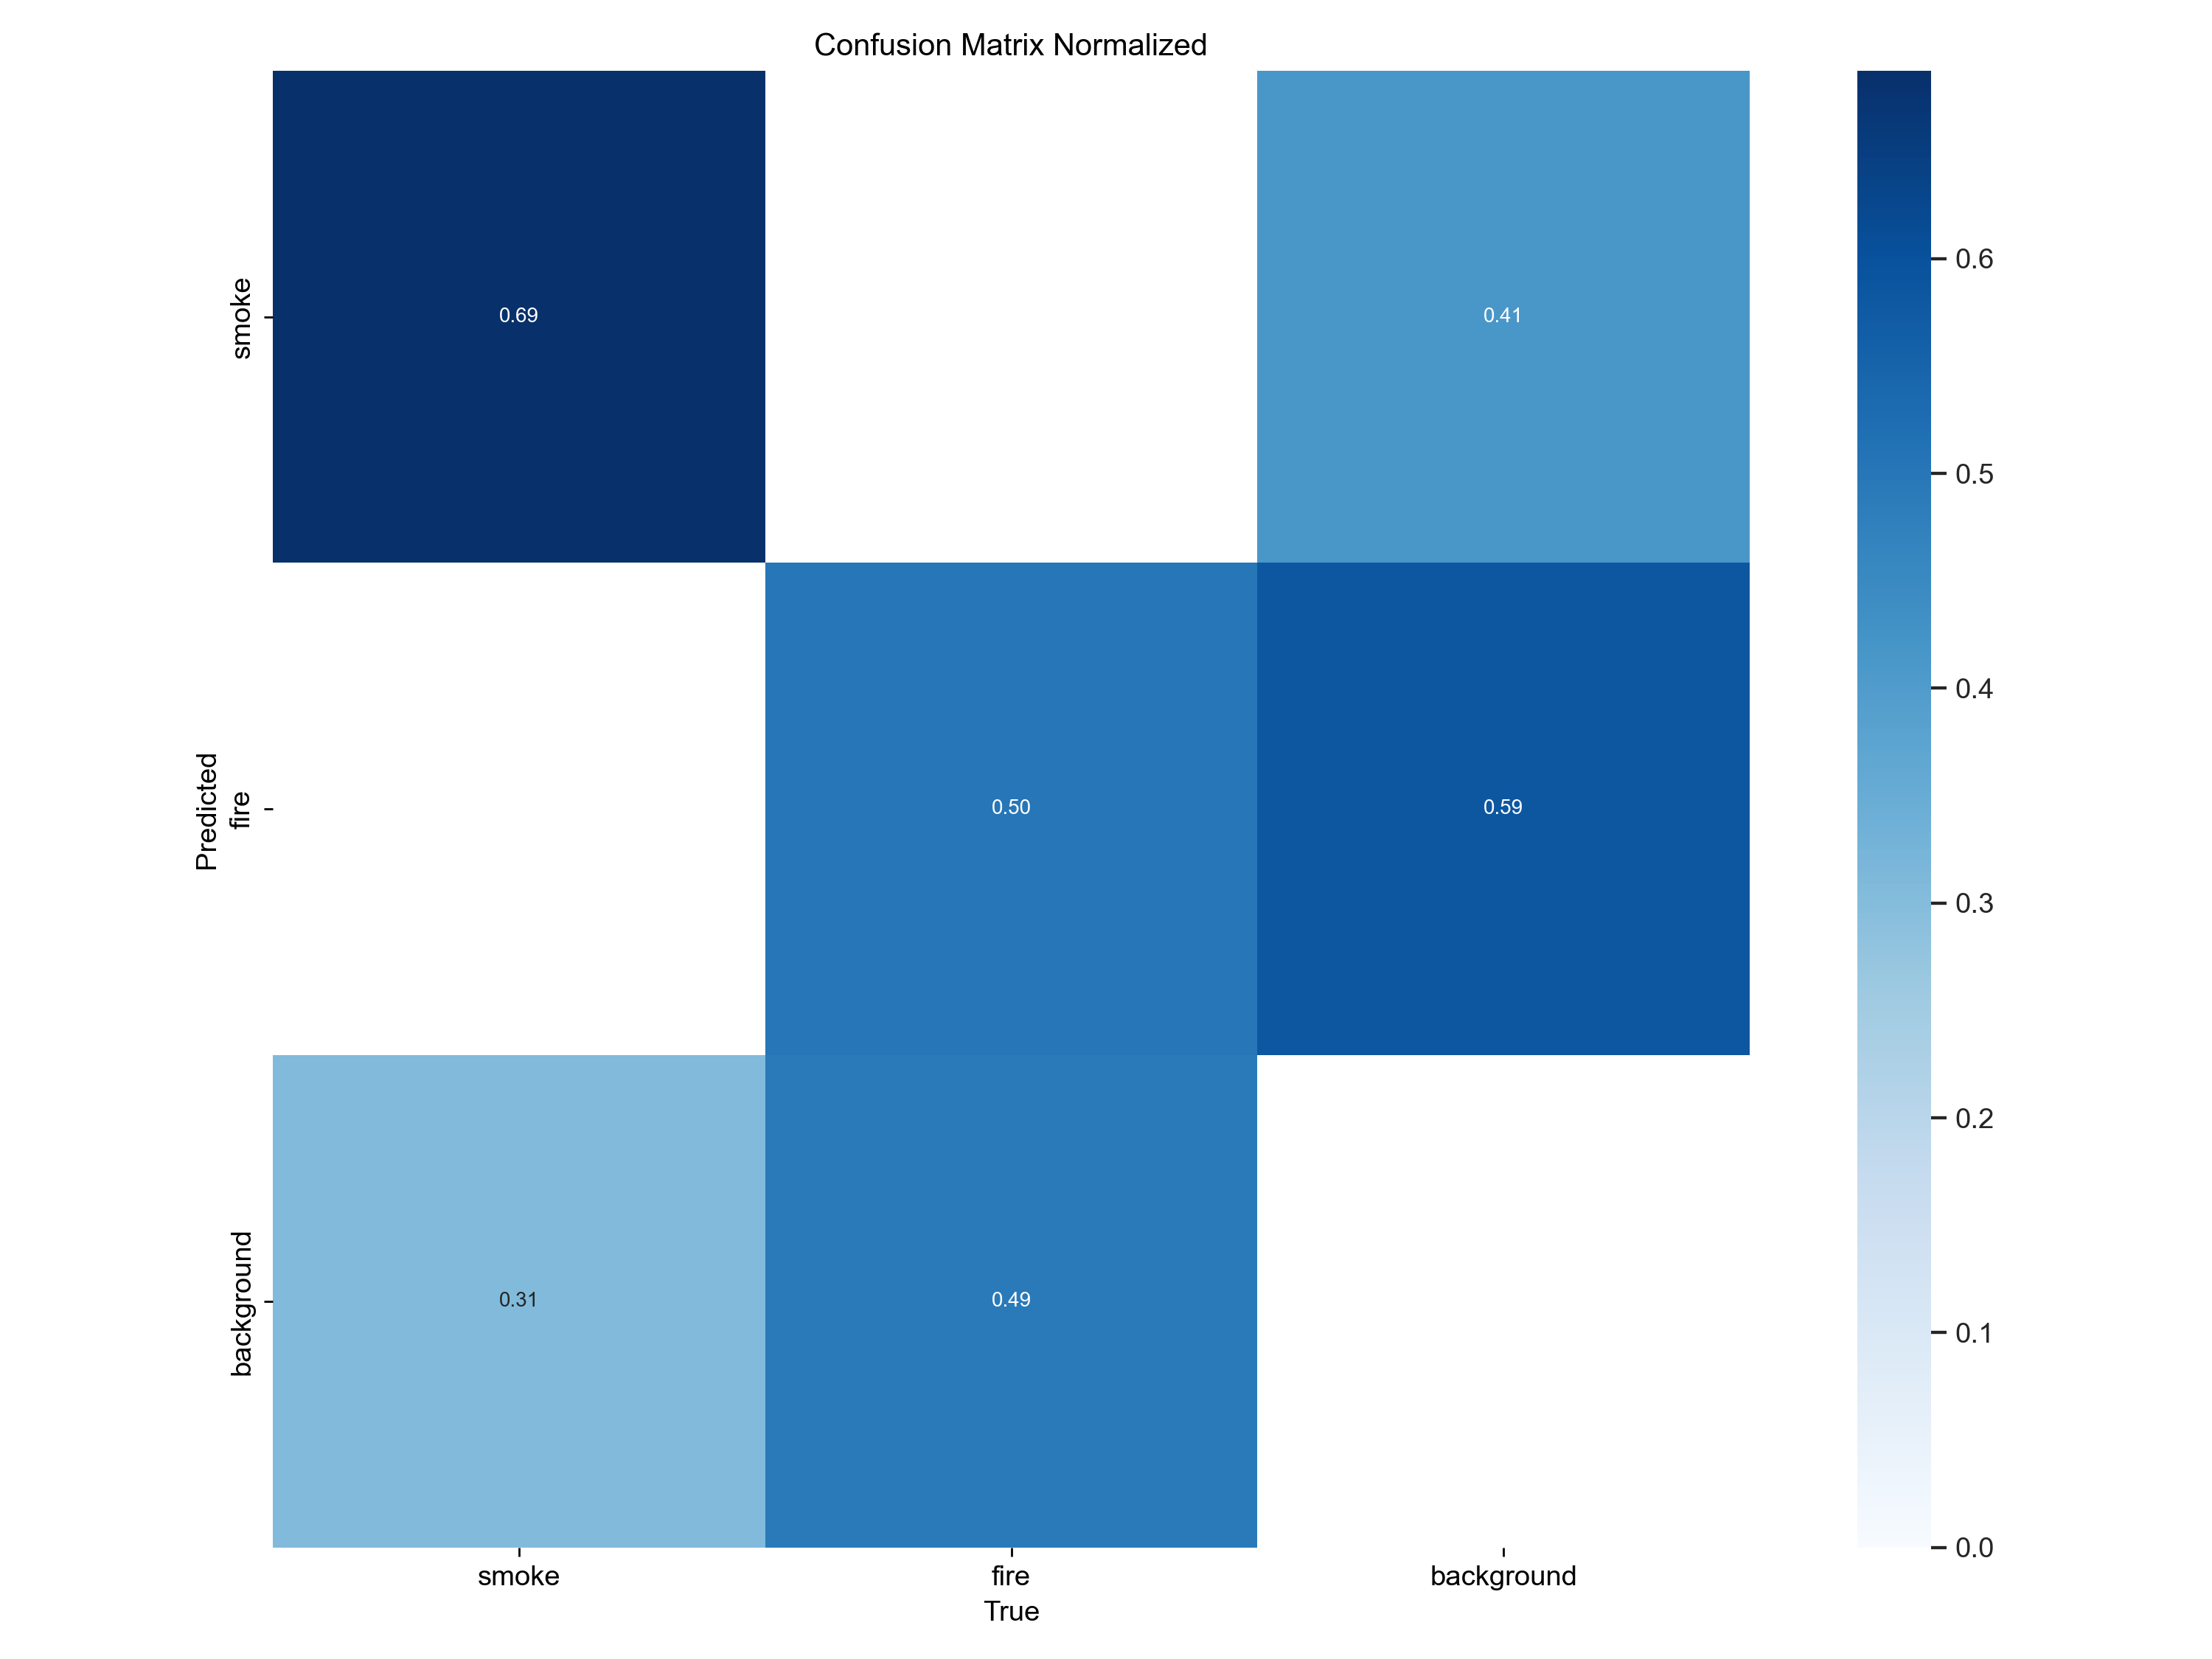 Confusion Matrix Normalized
Predicted
smoke
fire
background
0.69
0.41
0.50
0.59
0.31
0.49
smoke
fire
background
True
0.6
0.5
0.4
0.3
0.2
0.1
0.0